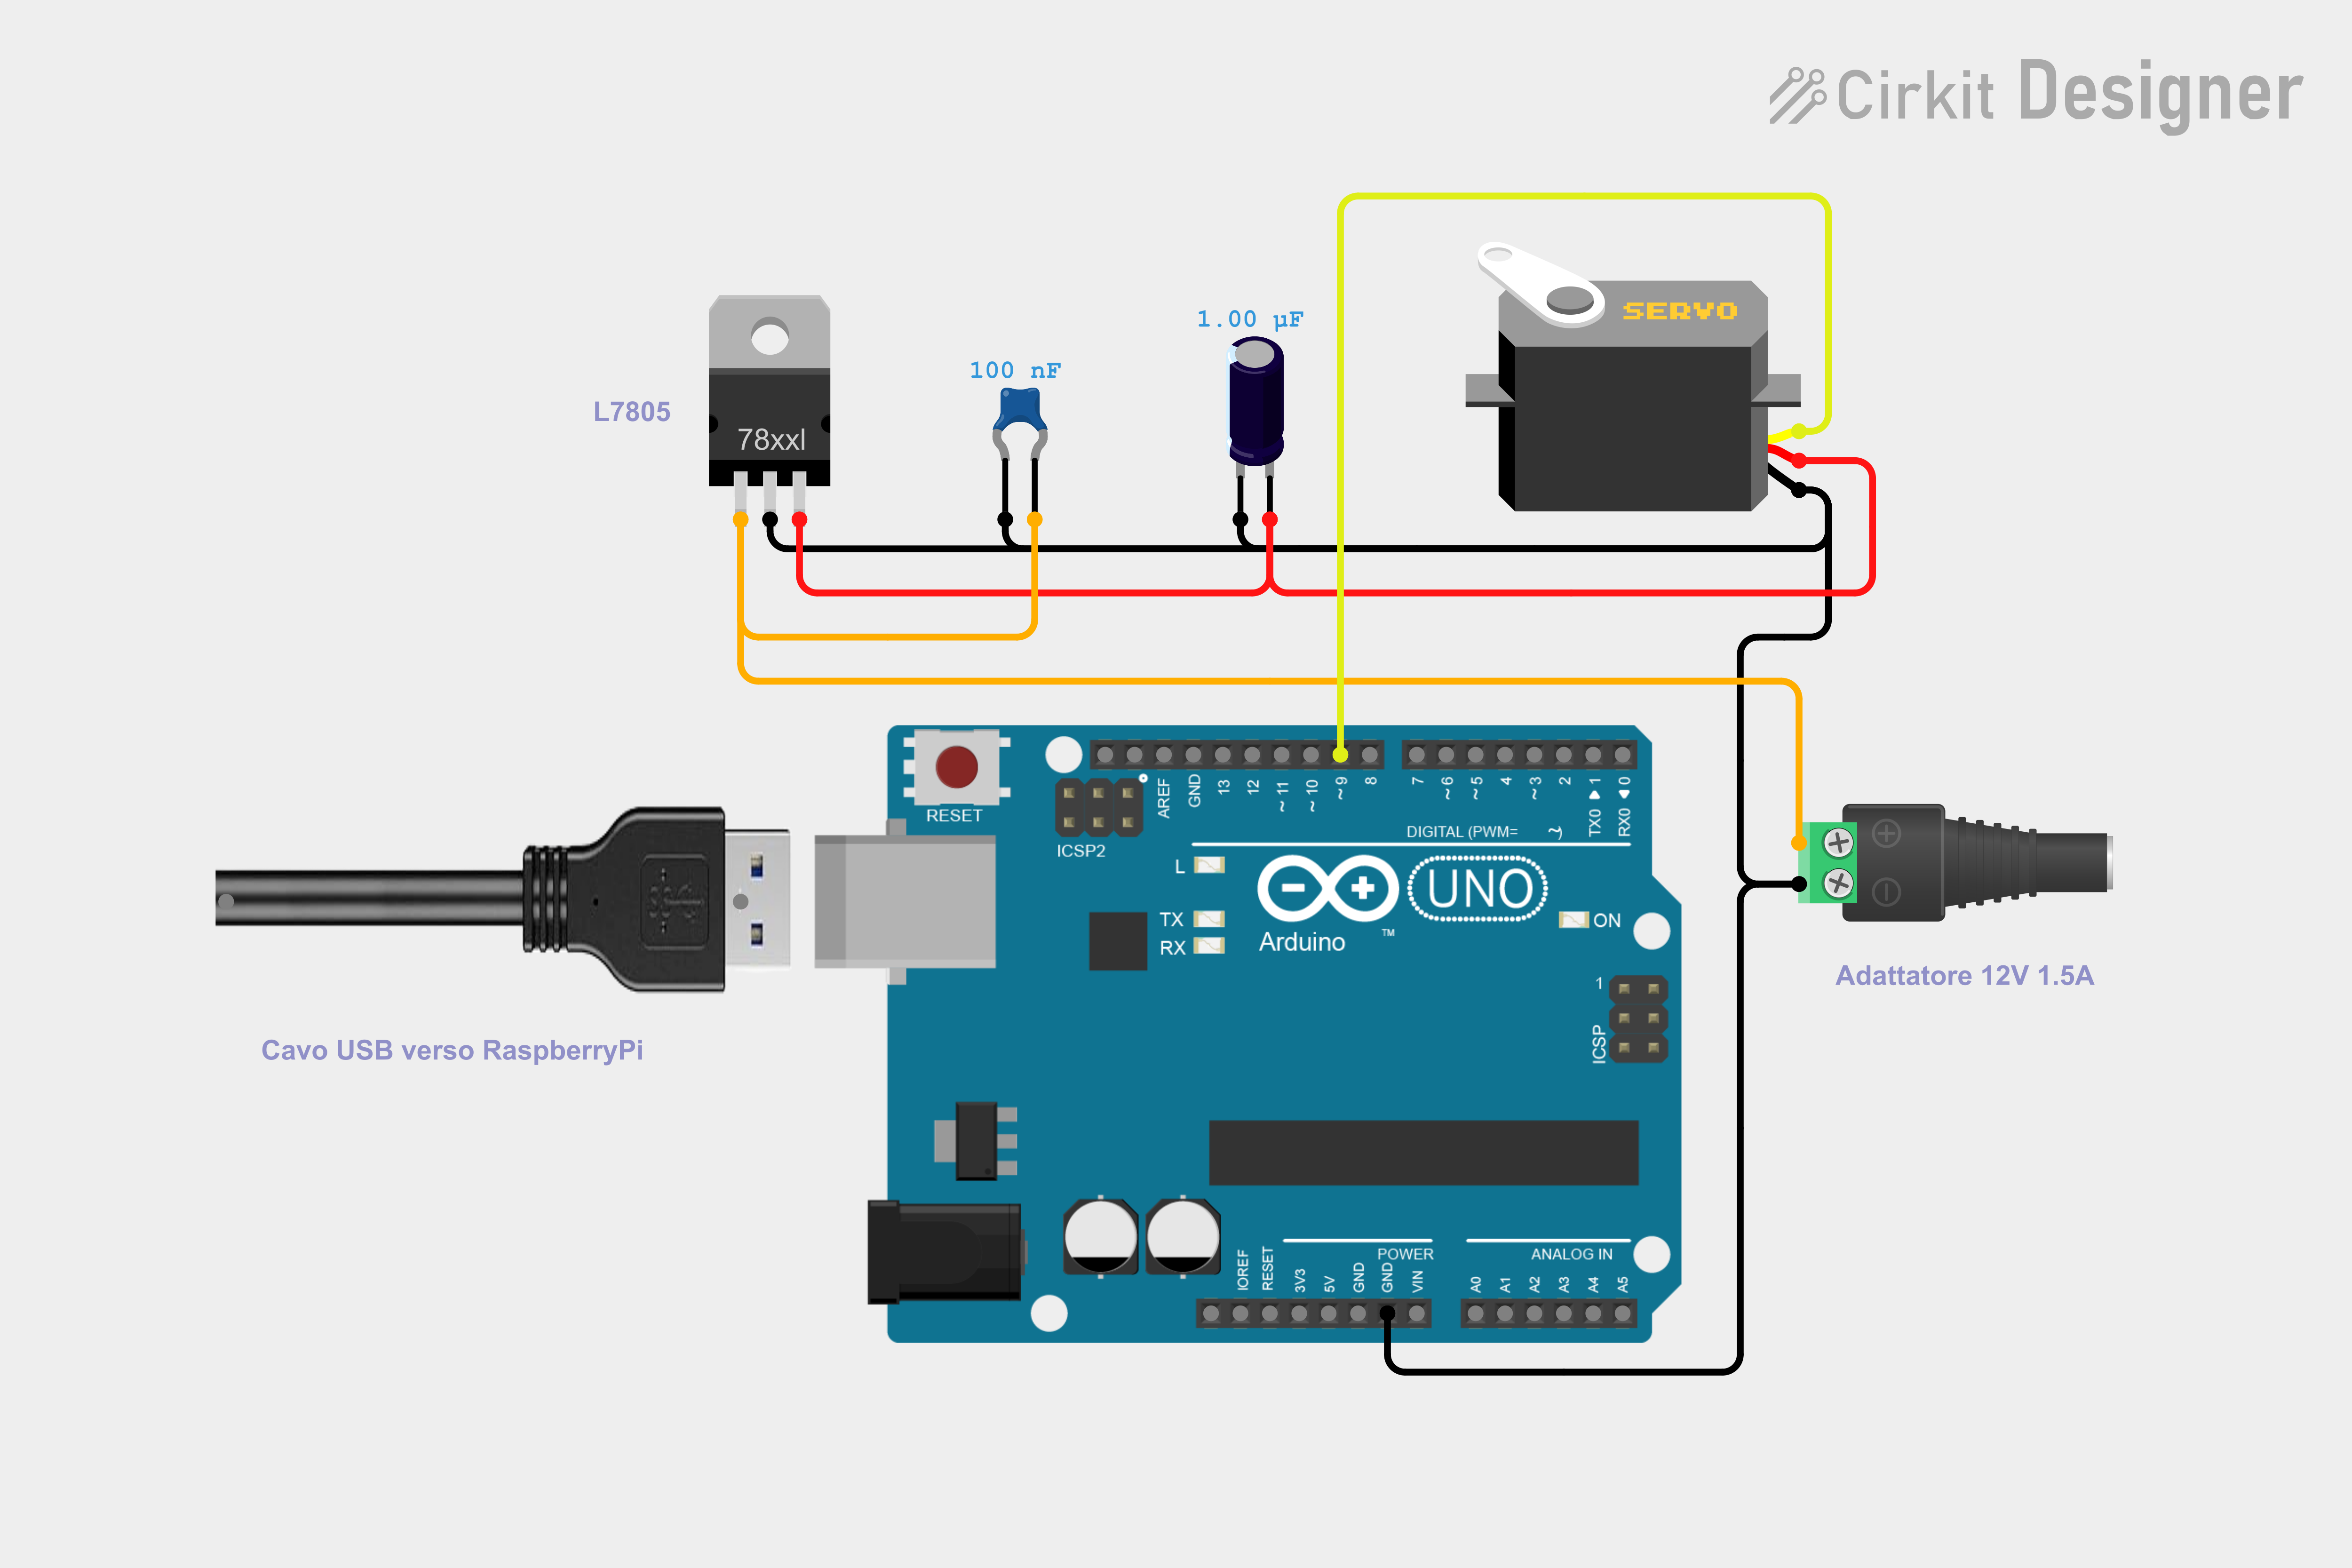 Cirkit Designer
SERVO
1.00 µF
100 nF
L7805
78xxl
RESET
ICSP2
AREF
GND
13
12
~11
~10
~9
8
7
~6
~5
4
~3
2
TX0 ▶ 1
RX0 ◀ 0
DIGITAL (PWM= ~)
L
TX
RX
UNO
Arduino
TM
ON
1
ICSP
Adattatore 12V 1.5A
Cavo USB verso RaspberryPi
IOREF
RESET
3V3
5V
GND
GND
VIN
POWER
ANALOG IN
A0
A1
A2
A3
A4
A5